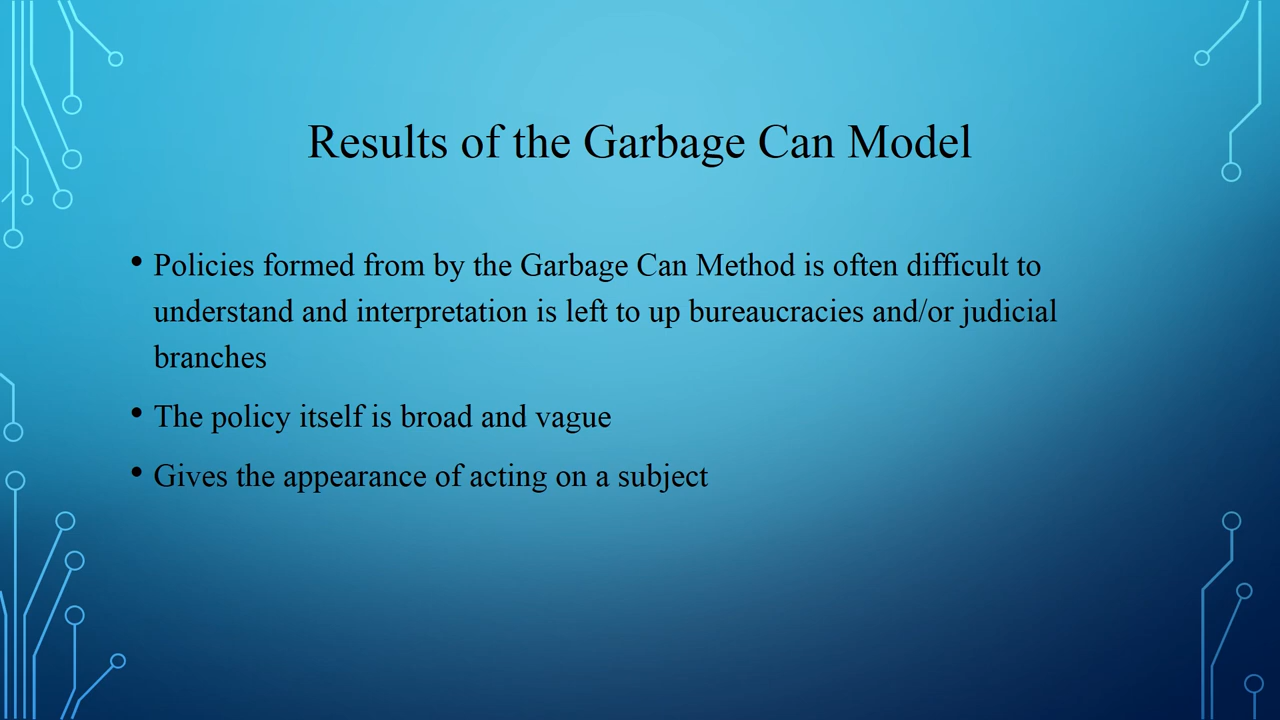 Results of the Garbage Can Model
• Policies formed from by the Garbage Can Method is often difficult to
understand and interpretation is left to up bureaucracies and/or judicial
branches
• The policy itself is broad and vague
• Gives the appearance of acting on a subject